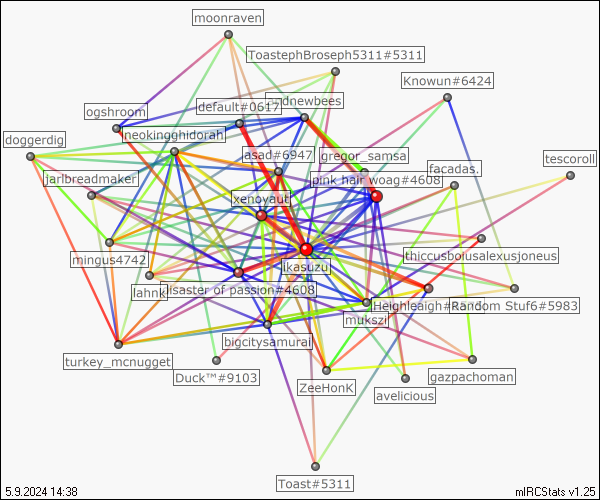 moonraven
ToastephBroseph5311#5311
Knowun#6424
default#0617
dnewbees
ogshroom
neokingghidorah
doggerdig
asad#6947
gregor_samsa
tescoroll
facadas.
jarlbreadmaker
pink hair woag#4608
xenoyaut
thiccusboiusalexusjoneus
mingus4742
ikasuzu
lahnk
disaster of passion#4608
Heighleaigh#
Random Stuf6#5983
mukszi
bigcitysamurai
turkey_mcnugget
Duck™#9103
ZeeHonK
gazpachoman
avelicious
Toast#5311
5.9.2024 14:38
mIRCStats v1.25